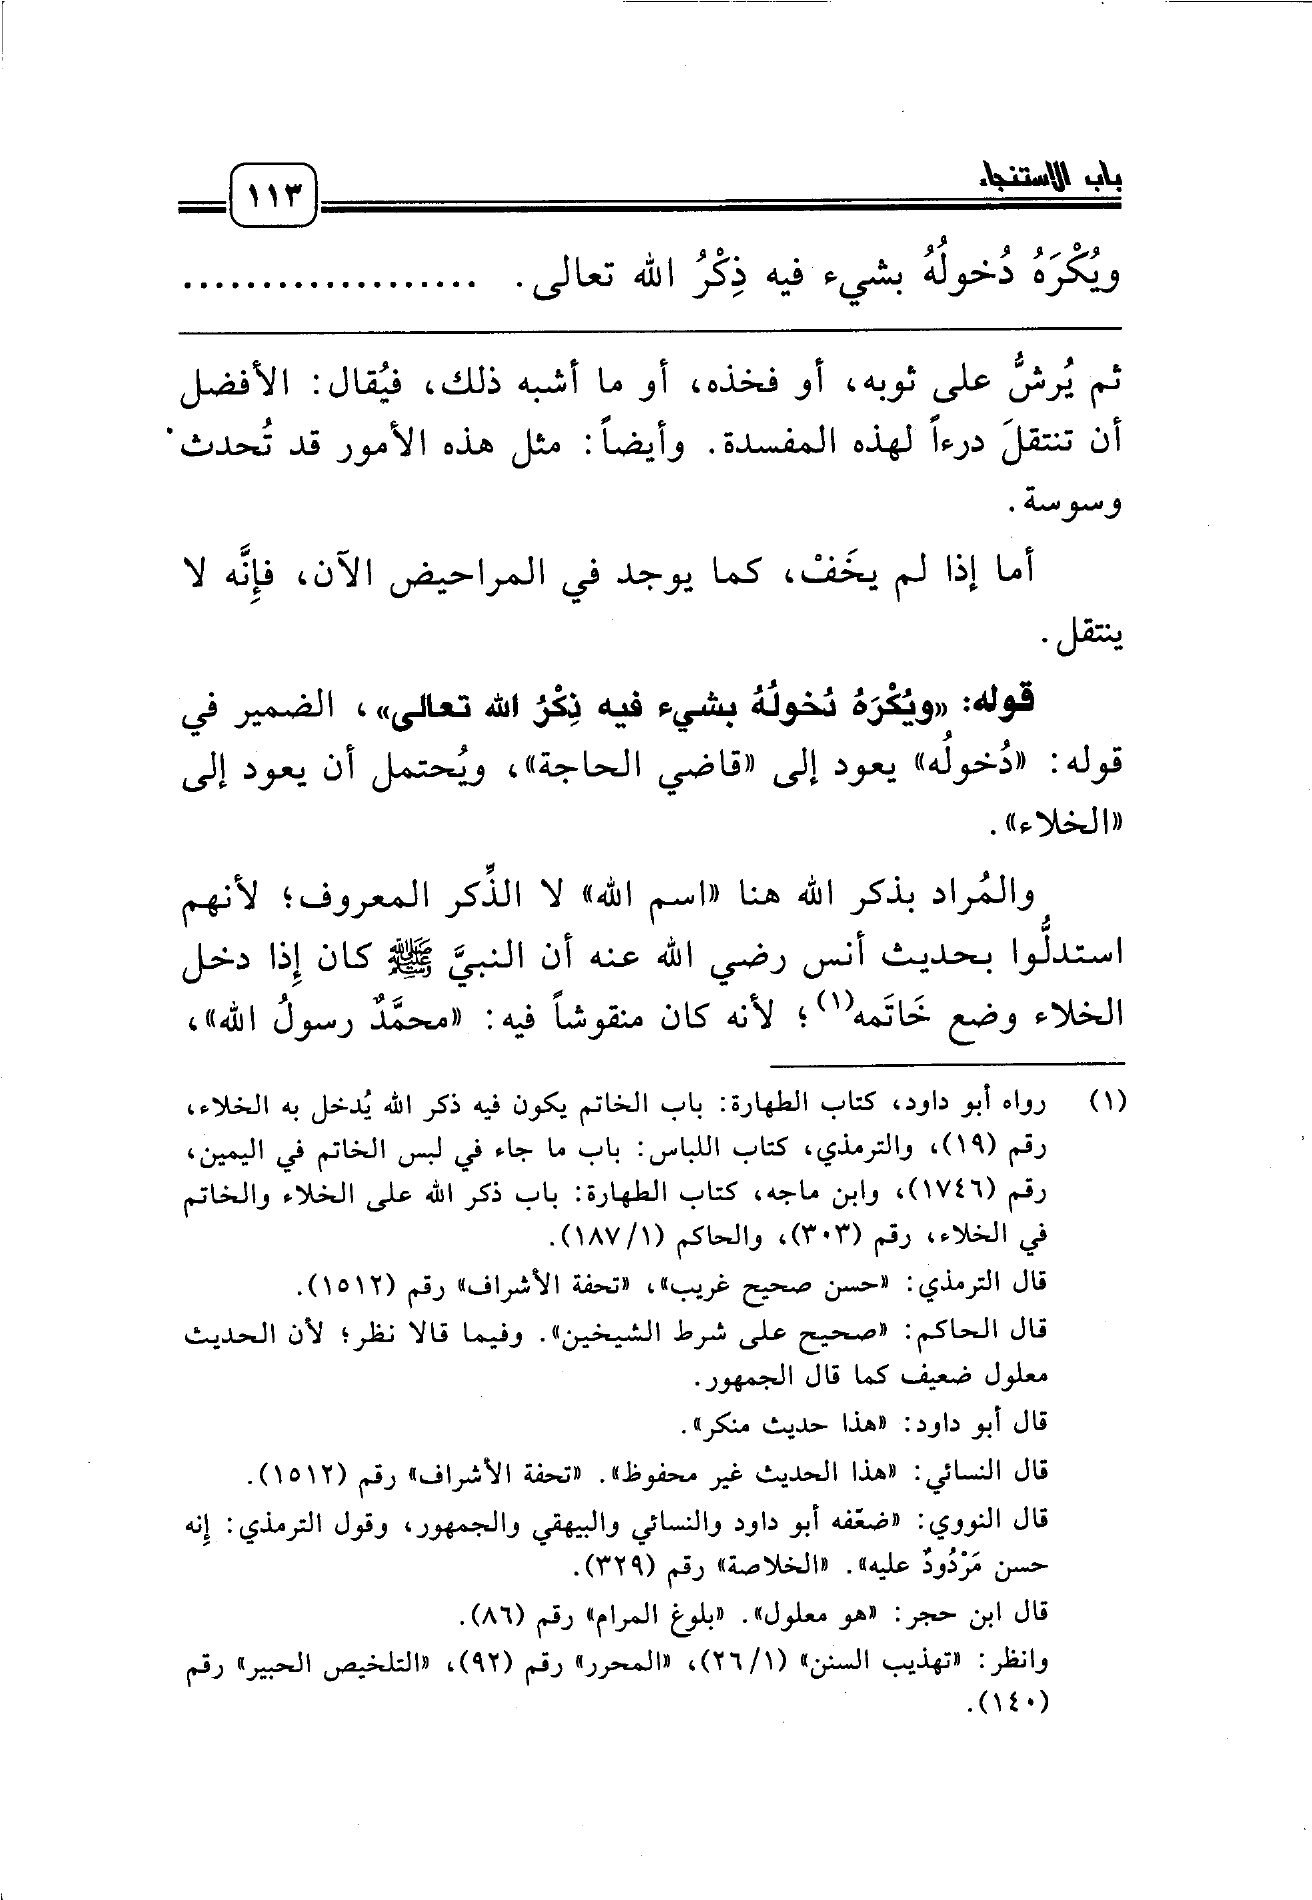 باب الاستنجاء
١١٣
ويُكْرَهُ دُخولُهُ بشيء فيه ذِكْرُ الله تعالى. ...................
ثم يُرشُّ على ثوبه، أو فخذه، أو ما أشبه ذلك، فيُقال: الأفضل
أن تنتقلَ درءاً لهذه المفسدة. وأيضاً: مثل هذه الأمور قد تُحدث
وسوسة.
أما إذا لم يخَفْ، كما يوجد في المراحيض الآن، فإِنَّه لا
ينتقل.
قوله: «ويُكْرَهُ دُخولُهُ بشيء فيه ذِكْرُ الله تعالى»، الضمير في
قوله: «دُخولُه» يعود إلى «قاضي الحاجة»، ويُحتمل أن يعود إلى
«الخلاء».
والمُراد بذكر الله هنا «اسم الله» لا الذِّكر المعروف؛ لأنهم
استدلُّوا بحديث أنس رضي الله عنه أن النبيَّ ﷺ كان إِذا دخل
الخلاء وضع خَاتَمه(١)؛ لأنه كان منقوشاً فيه: «محمَّدٌ رسولُ الله»،
(١) رواه أبو داود، كتاب الطهارة: باب الخاتم يكون فيه ذكر الله يُدخل به الخلاء،
رقم (١٩)، والترمذي، كتاب اللباس: باب ما جاء في لبس الخاتم في اليمين،
رقم (١٧٤٦)، وابن ماجه، كتاب الطهارة: باب ذكر الله على الخلاء والخاتم
في الخلاء، رقم (٣٠٣)، والحاكم (١/ ١٨٧).
قال الترمذي: «حسن صحيح غريب»، «تحفة الأشراف» رقم (١٥١٢).
قال الحاكم: «صحيح على شرط الشيخين». وفيما قالا نظر؛ لأن الحديث
معلول ضعيف كما قال الجمهور.
قال أبو داود: «هذا حديث منكر».
قال النسائي: «هذا الحديث غير محفوظ». «تحفة الأشراف» رقم (١٥١٢).
قال النووي: «ضعّفه أبو داود والنسائي والبيهقي والجمهور، وقول الترمذي: إِنه
حسن مَرْدُودٌ عليه». «الخلاصة» رقم (٣٢٩).
قال ابن حجر: «هو معلول». «بلوغ المرام» رقم (٨٦).
وانظر: «تهذيب السنن» (١/ ٢٦)، «المحرر» رقم (٩٢)، «التلخيص الحبير» رقم
(١٤٠).